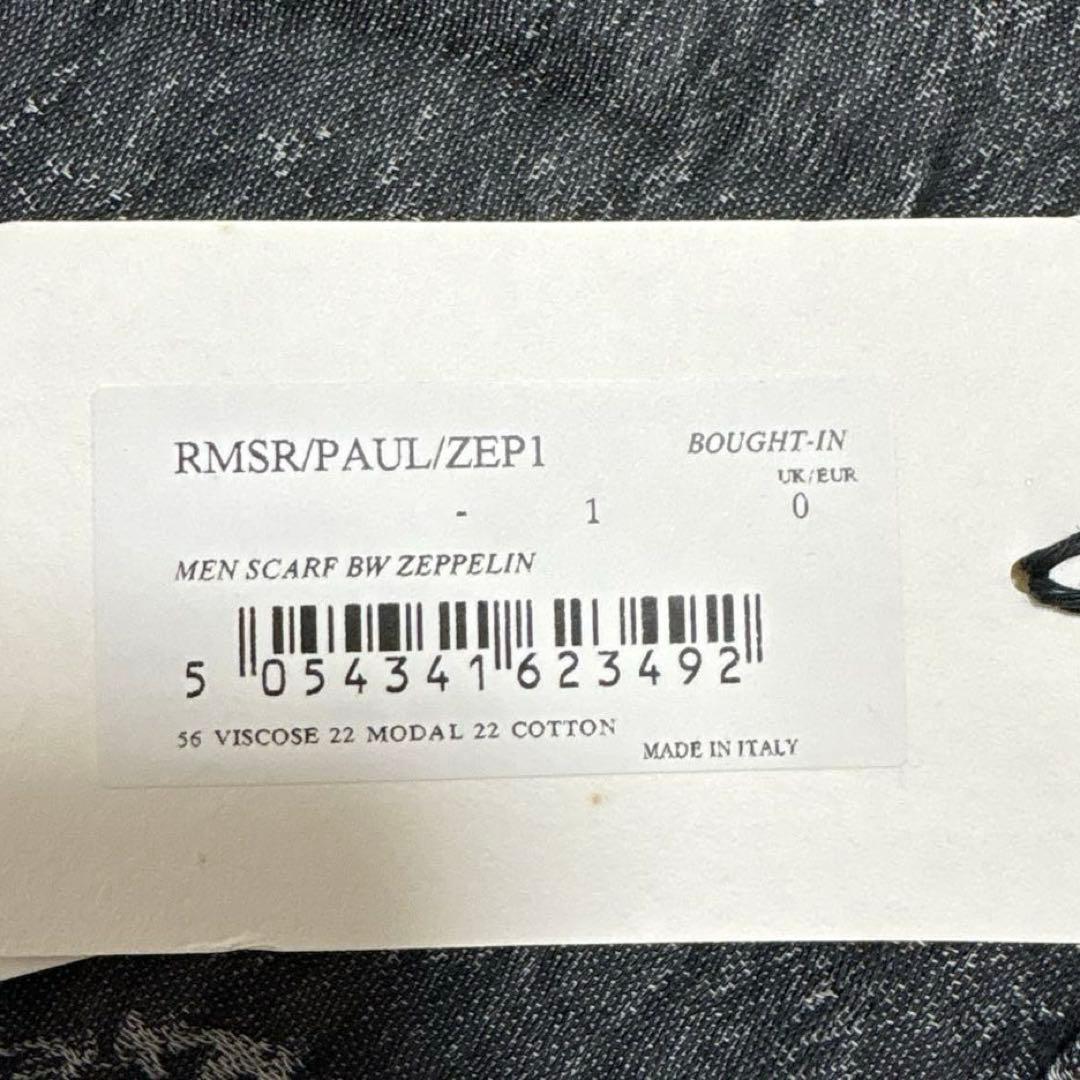 RMSR/PAUL/ZEP1 BOUGHT-IN
UK/EUR
- 1 0
MEN SCARF BW ZEPPELIN
5 054341 623492
56 VISCOSE 22 MODAL 22 COTTON
MADE IN ITALY